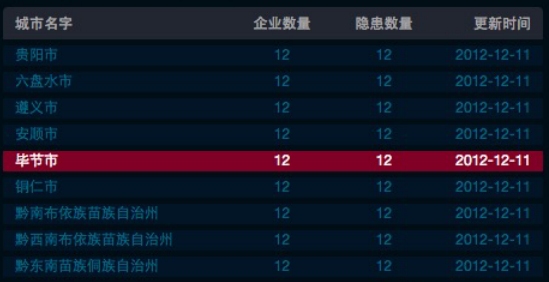 城市名字 企业数量 隐患数量 更新时间
贵阳市 12 12 2012-12-11
六盘水市 12 12 2012-12-11
遵义市 12 12 2012-12-11
安顺市 12 12 2012-12-11
毕节市 12 12 2012-12-11
铜仁市 12 12 2012-12-11
黔南布依族苗族自治州 12 12 2012-12-11
黔西南布依族苗族自治州 12 12 2012-12-11
黔东南苗族侗族自治州 12 12 2012-12-11